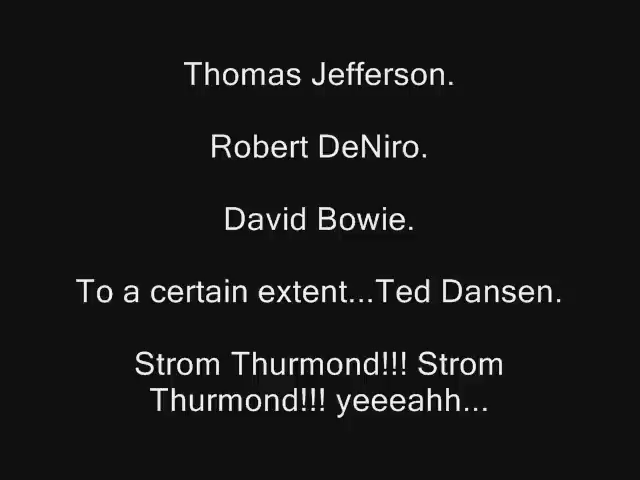 Thomas Jefferson.
Robert DeNiro.
David Bowie.
To a certain extent...Ted Dansen.
Strom Thurmond!!! Strom
Thurmond!!! yeeeahh...